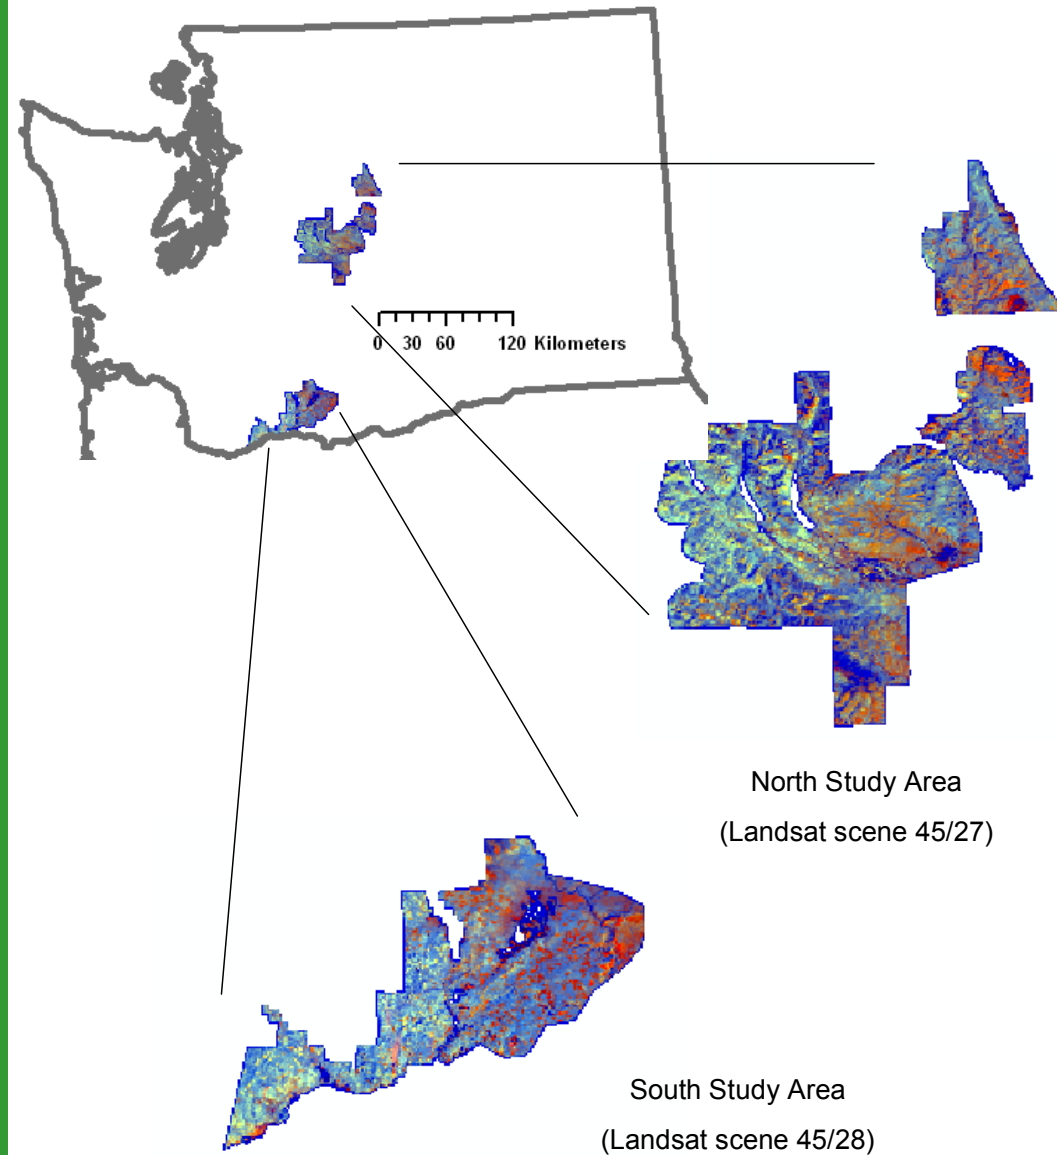 0 30 60 120 Kilometers
North Study Area
(Landsat scene 45/27)
South Study Area
(Landsat scene 45/28)